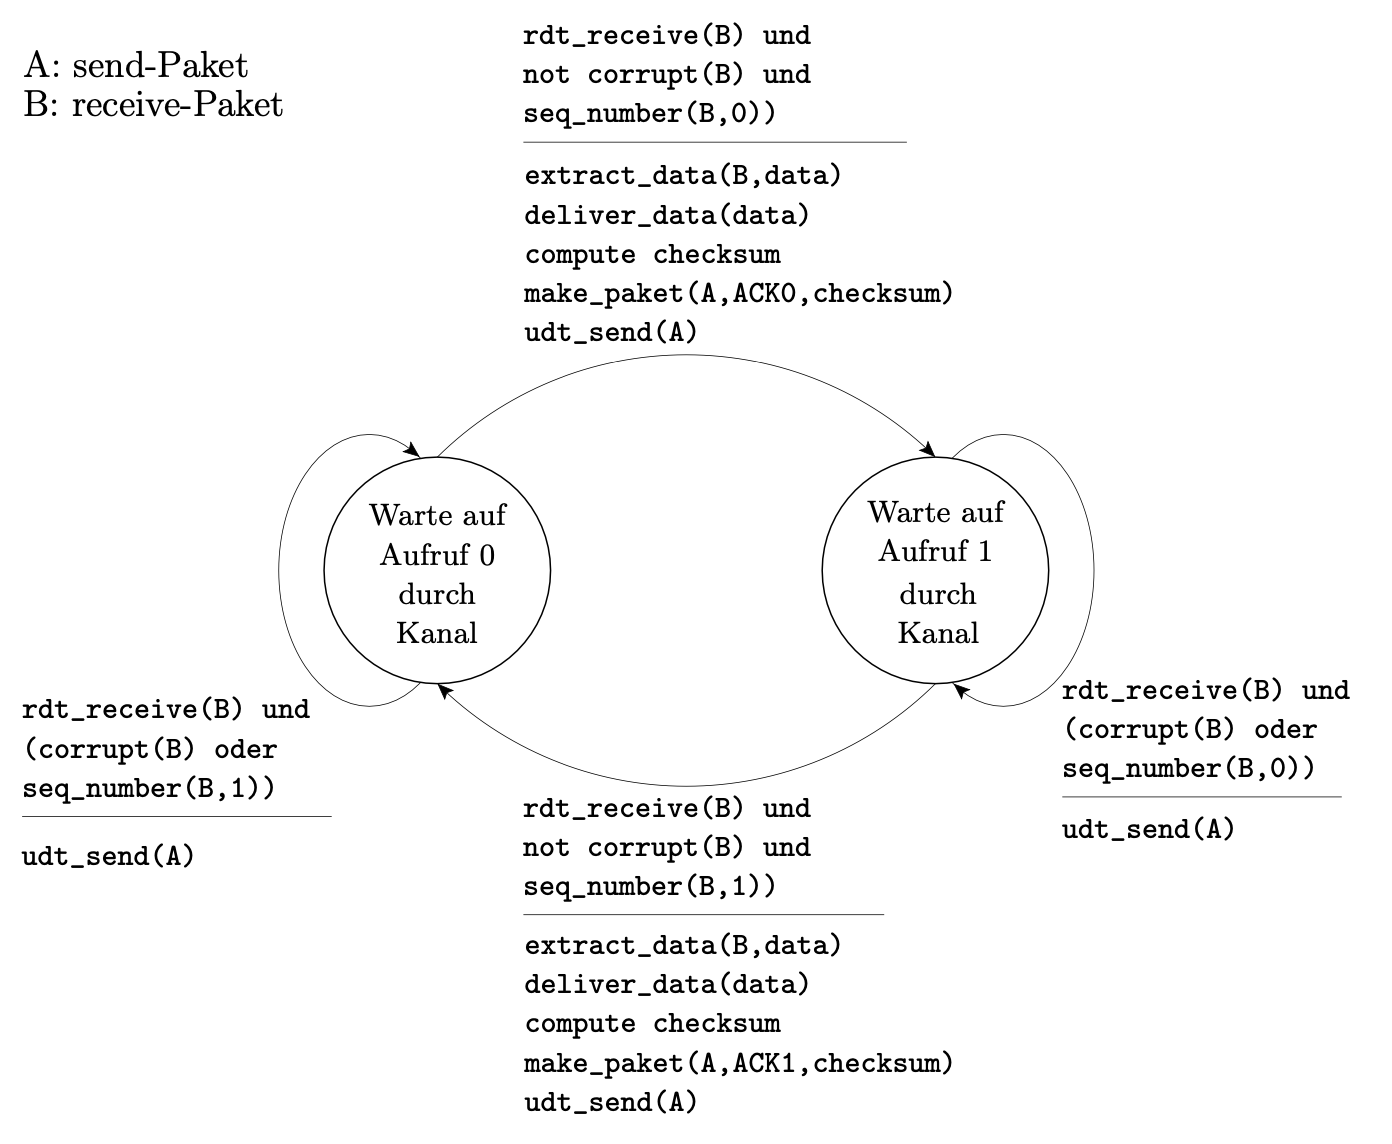 A: send-Paket
B: receive-Paket
rdt_receive(B) und
not corrupt(B) und
seq_number(B,0))
extract_data(B,data)
deliver_data(data)
compute checksum
make_paket(A,ACK0,checksum)
udt_send(A)
Warte auf
Aufruf 0
durch
Kanal
Warte auf
Aufruf 1
durch
Kanal
rdt_receive(B) und
(corrupt(B) oder
seq_number(B,1))
udt_send(A)
rdt_receive(B) und
(corrupt(B) oder
seq_number(B,0))
udt_send(A)
rdt_receive(B) und
not corrupt(B) und
seq_number(B,1))
extract_data(B,data)
deliver_data(data)
compute checksum
make_paket(A,ACK1,checksum)
udt_send(A)